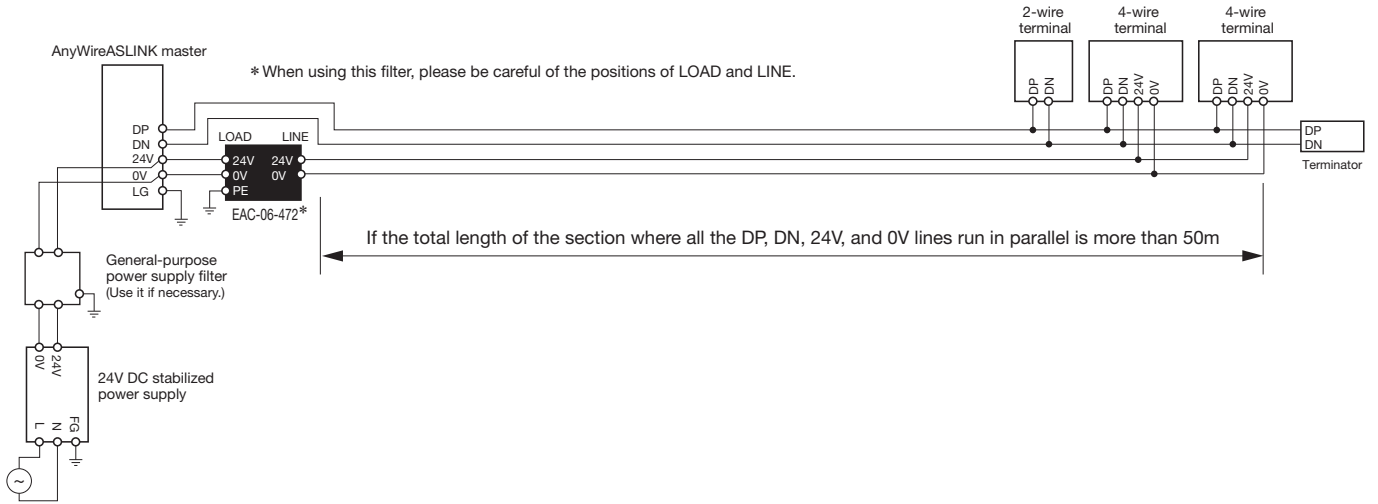 2-wire
terminal
4-wire
terminal
4-wire
terminal
AnyWireASLINK master
* When using this filter, please be careful of the positions of LOAD and LINE.
DP
DN
DP
DN
24V
0V
DP
DN
24V
0V
DP
DN
24V
0V
LG
LOAD
LINE
24V
24V
0V
0V
PE
EAC-06-472*
DP
DN
Terminator
If the total length of the section where all the DP, DN, 24V, and 0V lines run in parallel is more than 50m
General-purpose
power supply filter
(Use it if necessary.)
0V
24V
24V DC stabilized
power supply
L
N
FG
~